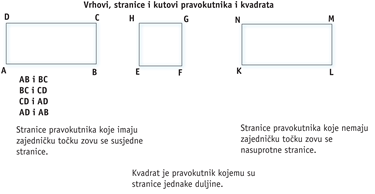 Vrhovi, stranice i kutovi pravokutnika i kvadrata
D C H G N M
A B E F K L
AB i BC
BC i CD
CD i AD
AD i AB
Stranice pravokutnika koje imaju
zajedničku točku zovu se susjedne
stranice.
Stranice pravokutnika koje nemaju
zajedničku točku zovu se
nasuprotne stranice.
Kvadrat je pravokutnik kojemu su
stranice jednake duljine.